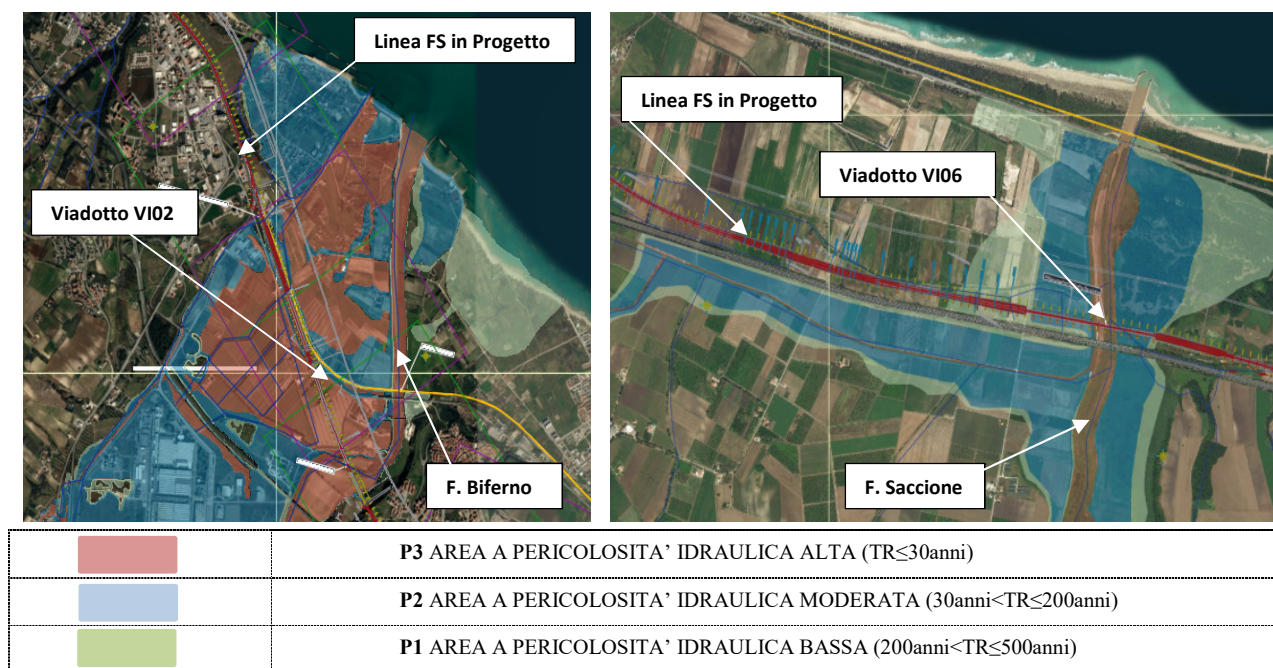 Linea FS in Progetto
Viadotto VI02
F. Biferno
Linea FS in Progetto
Viadotto VI06
F. Saccione
P3 AREA A PERICOLOSITA’ IDRAULICA ALTA (TR≤30anni)
P2 AREA A PERICOLOSITA’ IDRAULICA MODERATA (30anni<TR≤200anni)
P1 AREA A PERICOLOSITA’ IDRAULICA BASSA (200anni<TR≤500anni)